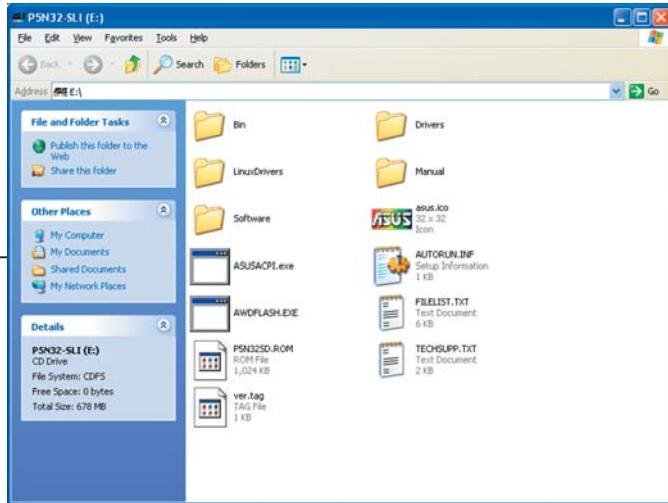 P5N32-SLI (E:)
File Edit View Favorites Tools Help
Back Search Folders
Address E:\ Go
File and Folder Tasks
Publish this folder to the
Web
Share this folder
Other Places
My Computer
My Documents
Shared Documents
My Network Places
Details
P5N32-SLI (E:)
CD Drive
File System: CDFS
Free Space: 0 bytes
Total Size: 678 MB
Bin
Drivers
LinuxDrivers
Manual
Software
ASUS
asus.ico
32 x 32
Icon
ASUSACPI.exe
AUTORUN.INF
Setup Information
1 KB
AWDFLASH.EXE
FILELIST.TXT
Text Document
6 KB
P5N32SD.ROM
ROM File
1,024 KB
TECHSUPP.TXT
Text Document
2 KB
ver.tag
TAG File
1 KB